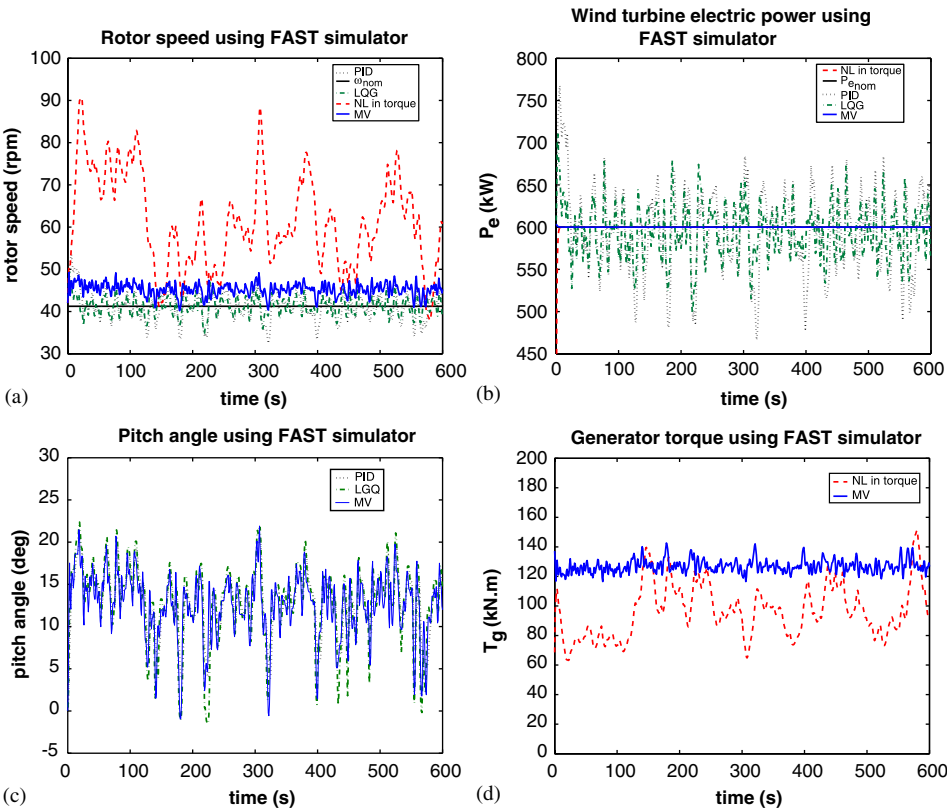 Rotor speed using FAST simulator
100
90
80
70
60
50
40
30
rotor speed (rpm)
PID
ωnom
LQG
NL in torque
MV
0 100 200 300 400 500 600
time (s)
(a)
Wind turbine electric power using
FAST simulator
800
750
700
650
600
550
500
450
Pe (kW)
NL in torque
Penom
PID
LQG
MV
0 100 200 300 400 500 600
time (s)
(b)
Pitch angle using FAST simulator
30
25
20
15
10
5
0
-5
pitch angle (deg)
PID
LGQ
MV
0 100 200 300 400 500 600
time (s)
(c)
Generator torque using FAST simulator
200
180
160
140
120
100
80
60
40
20
0
Tg (kN.m)
NL in torque
MV
0 100 200 300 400 500 600
time (s)
(d)